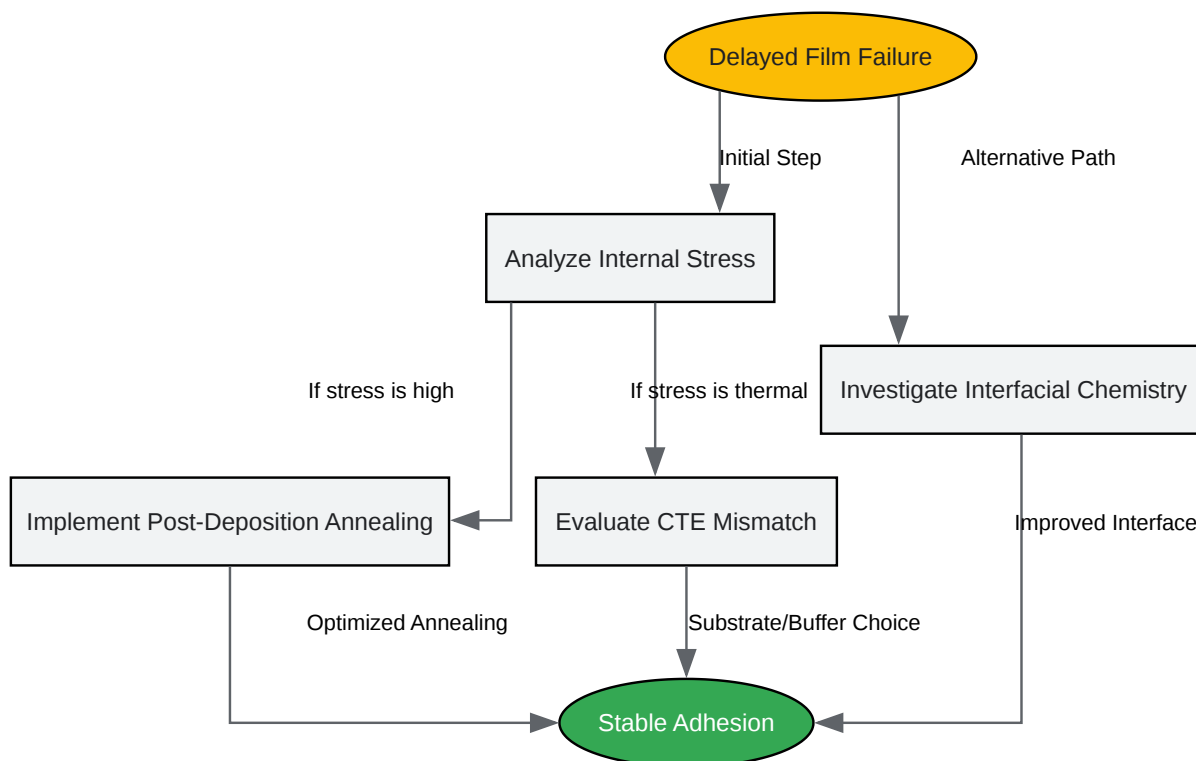 Delayed Film Failure
Initial Step
Alternative Path
Analyze Internal Stress
If stress is high
If stress is thermal
Investigate Interfacial Chemistry
Implement Post-Deposition Annealing
Evaluate CTE Mismatch
Improved Interface
Optimized Annealing
Substrate/Buffer Choice
Stable Adhesion